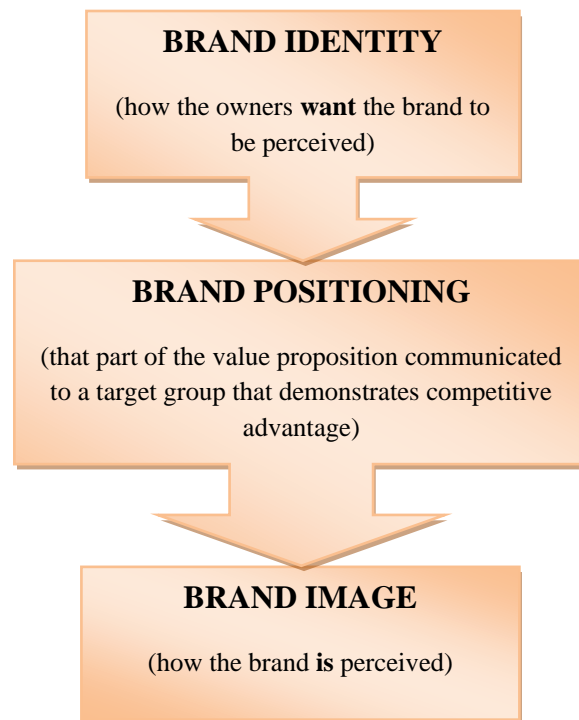 BRAND IDENTITY
(how the owners want the brand to
be perceived)
BRAND POSITIONING
(that part of the value proposition communicated
to a target group that demonstrates competitive
advantage)
BRAND IMAGE
(how the brand is perceived)